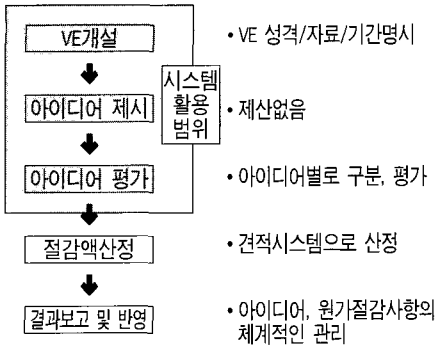 VE개설
• VE 성격/자료/기간명시
시스템
활용
범위
아이디어 제시
• 제산없음
아이디어 평가
• 아이디어별로 구분, 평가
절감액산정
• 견적시스템으로 산정
결과보고 및 반영
• 아이디어, 원가절감사항의
체계적인 관리